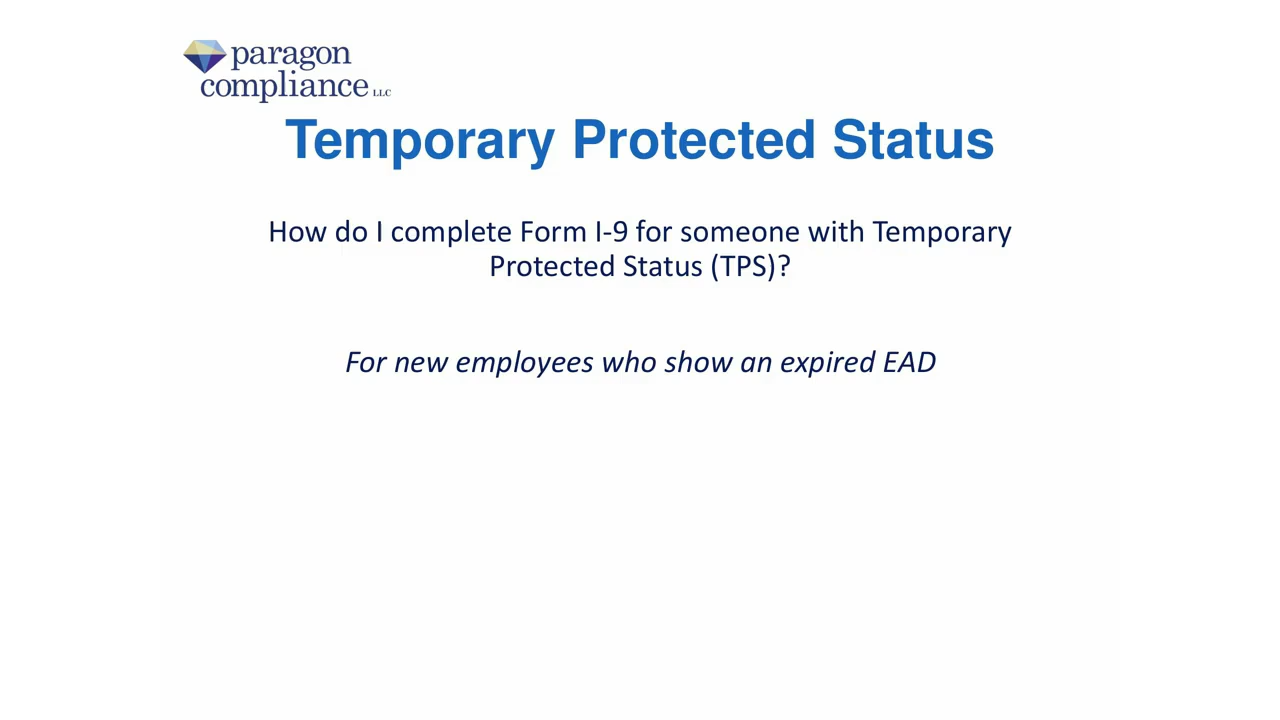 paragon
compliance LLC
Temporary Protected Status
How do I complete Form I-9 for someone with Temporary
Protected Status (TPS)?
For new employees who show an expired EAD